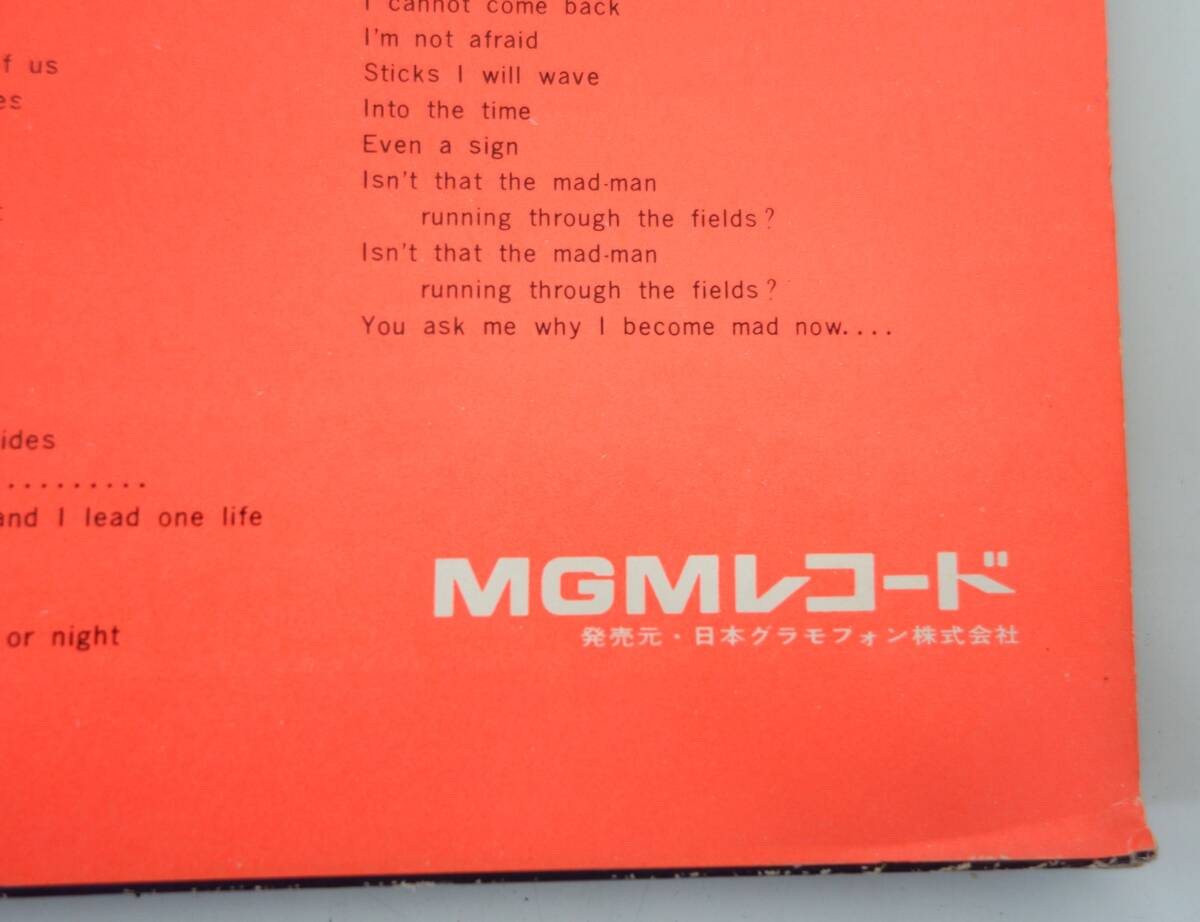 f us
es
ides
.........
and I lead one life
or night
I cannot come back
I'm not afraid
Sticks I will wave
Into the time
Even a sign
Isn't that the mad-man
running through the fields?
Isn't that the mad-man
running through the fields?
You ask me why I become mad now....
MGMレコード
発売元・日本グラモフォン株式会社